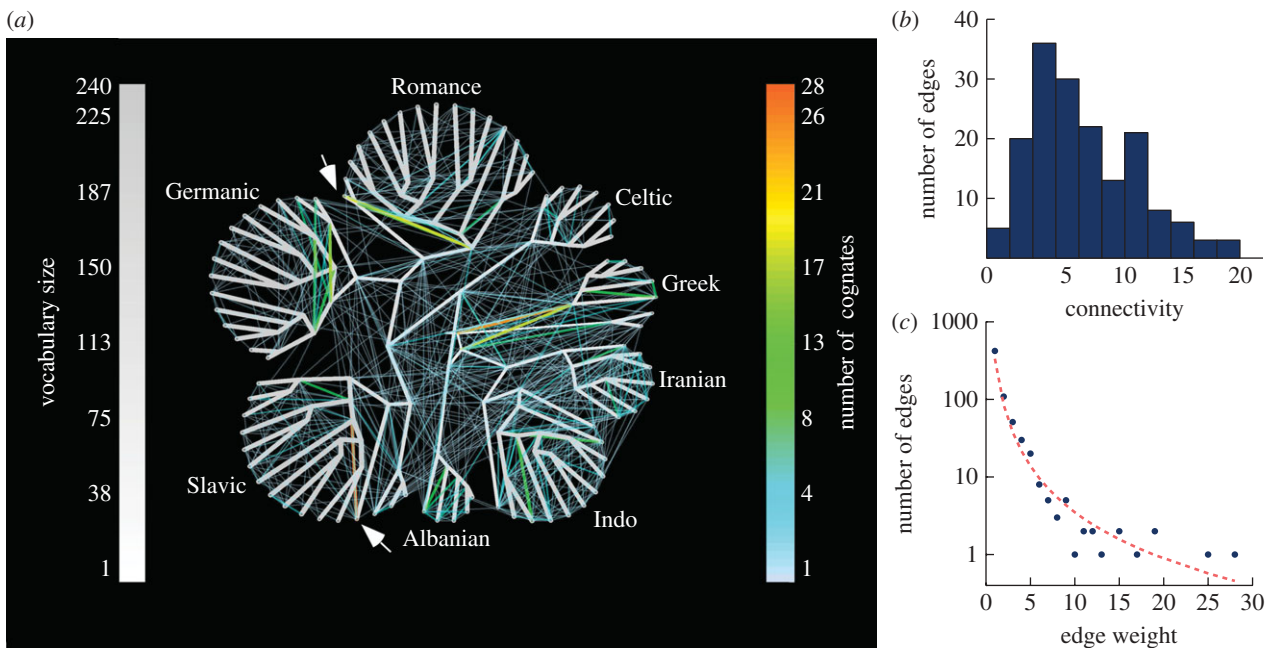 (a)
240
225
187
150
113
75
38
1
vocabulary size
Romance
Germanic
Celtic
Greek
Iranian
Indo
Albanian
Slavic
28
26
21
17
13
8
4
1
number of cognates
(b)
40
30
20
10
0 5 10 15 20
number of edges
connectivity
(c)
1000
100
10
1
0 5 10 15 20 25 30
number of edges
edge weight